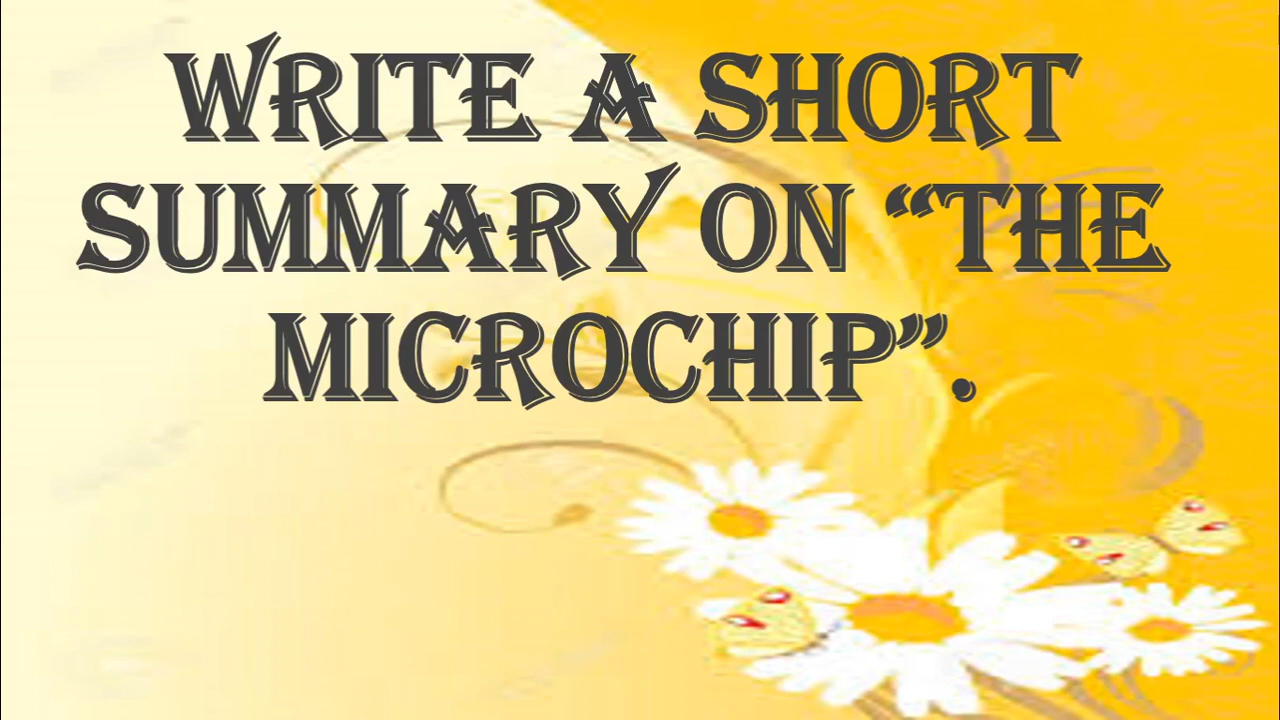 WRITE A SHORT
SUMMARY ON “THE
MICROCHIP”.